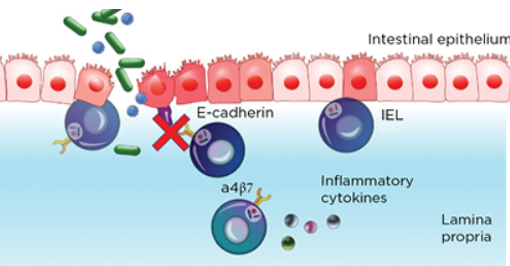 Intestinal epithelium
E-cadherin
IEL
a4β7
Inflammatory
cytokines
Lamina
propria